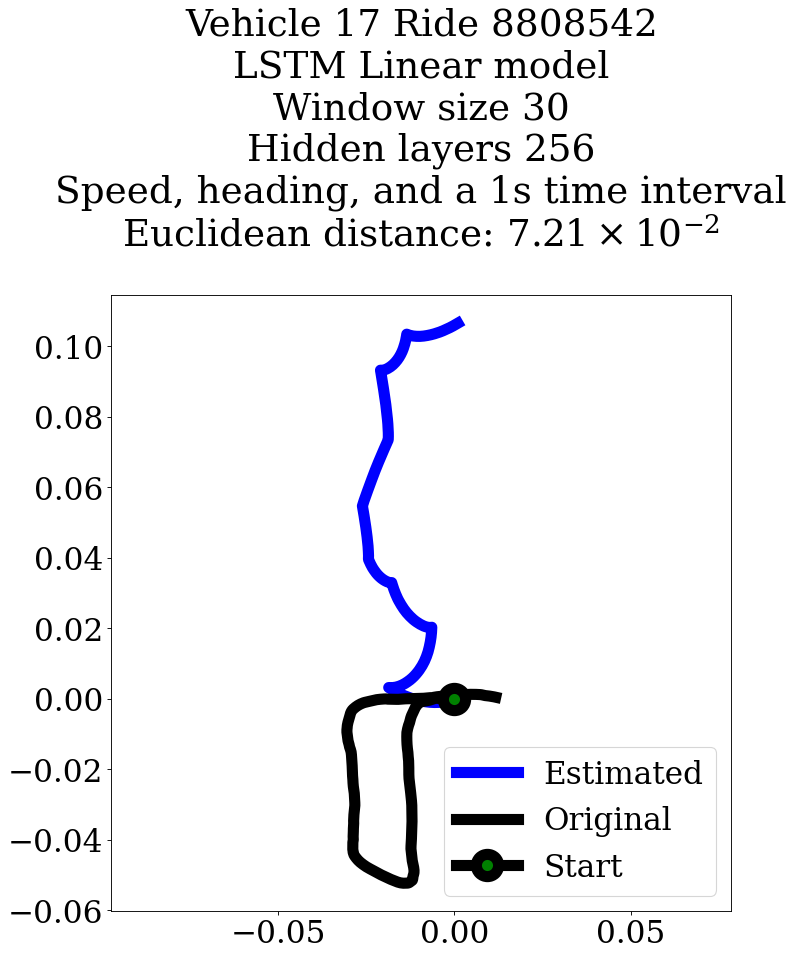 Vehicle 17 Ride 8808542
LSTM Linear model
Window size 30
Hidden layers 256
Speed, heading, and a 1s time interval
Euclidean distance: 7.21 × 10⁻²
0.10
0.08
0.06
0.04
0.02
0.00
−0.02
−0.04
−0.06
Estimated
Original
Start
−0.05
0.00
0.05